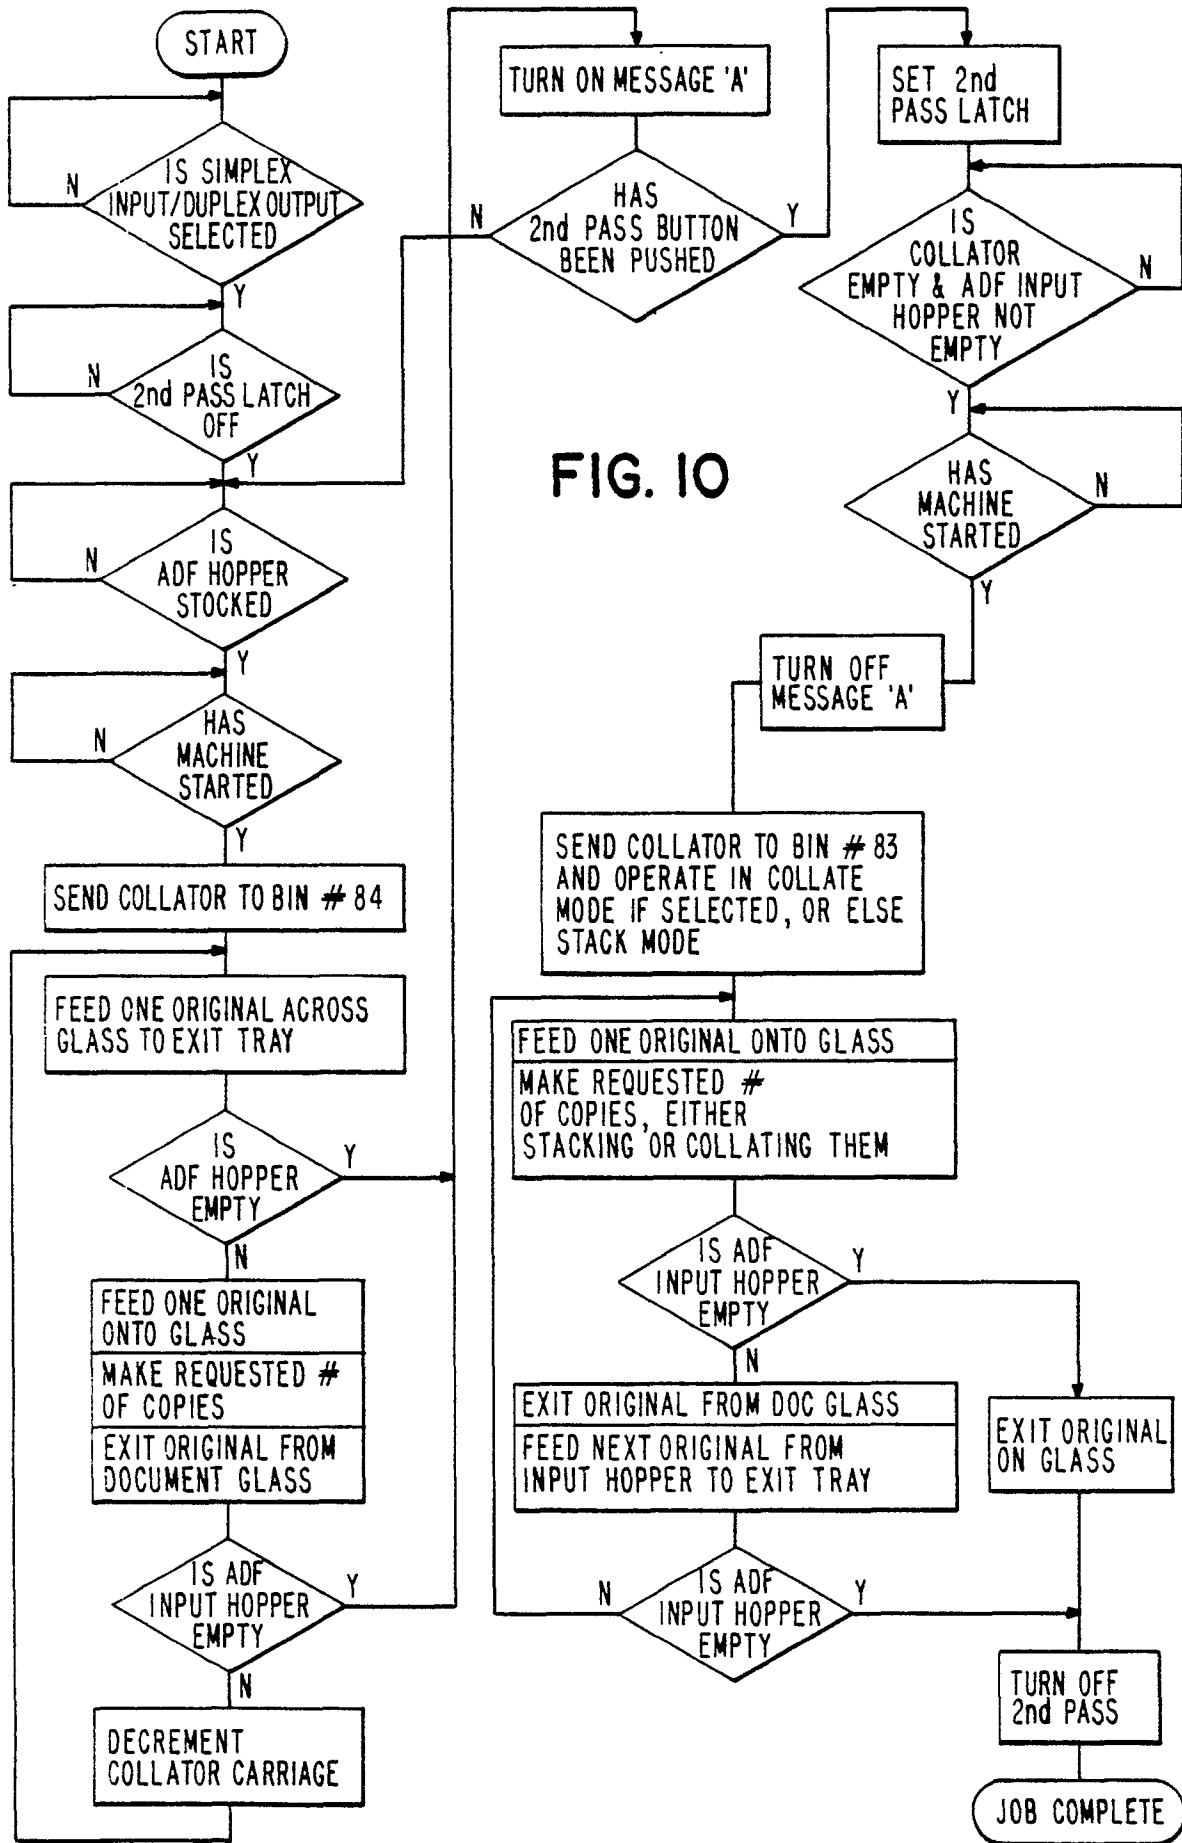 START
IS SIMPLEX
INPUT/DUPLEX OUTPUT
SELECTED
N
Y
IS
2nd PASS LATCH
OFF
N
Y
IS
ADF HOPPER
STOCKED
N
Y
HAS
MACHINE
STARTED
N
Y
SEND COLLATOR TO BIN # 84
FEED ONE ORIGINAL ACROSS
GLASS TO EXIT TRAY
IS
ADF HOPPER
EMPTY
Y
N
FEED ONE ORIGINAL
ONTO GLASS
MAKE REQUESTED #
OF COPIES
EXIT ORIGINAL FROM
DOCUMENT GLASS
IS ADF
INPUT HOPPER
EMPTY
Y
N
DECREMENT
COLLATOR CARRIAGE
TURN ON MESSAGE 'A'
HAS
2nd PASS BUTTON
BEEN PUSHED
N
Y
SET 2nd
PASS LATCH
IS
COLLATOR
EMPTY & ADF INPUT
HOPPER NOT
EMPTY
N
Y
HAS
MACHINE
STARTED
N
Y
FIG. 10
TURN OFF
MESSAGE 'A'
SEND COLLATOR TO BIN # 83
AND OPERATE IN COLLATE
MODE IF SELECTED, OR ELSE
STACK MODE
FEED ONE ORIGINAL ONTO GLASS
MAKE REQUESTED #
OF COPIES, EITHER
STACKING OR COLLATING THEM
IS ADF
INPUT HOPPER
EMPTY
Y
N
EXIT ORIGINAL FROM DOC GLASS
FEED NEXT ORIGINAL FROM
INPUT HOPPER TO EXIT TRAY
IS ADF
INPUT HOPPER
EMPTY
N
Y
EXIT ORIGINAL
ON GLASS
TURN OFF
2nd PASS
JOB COMPLETE